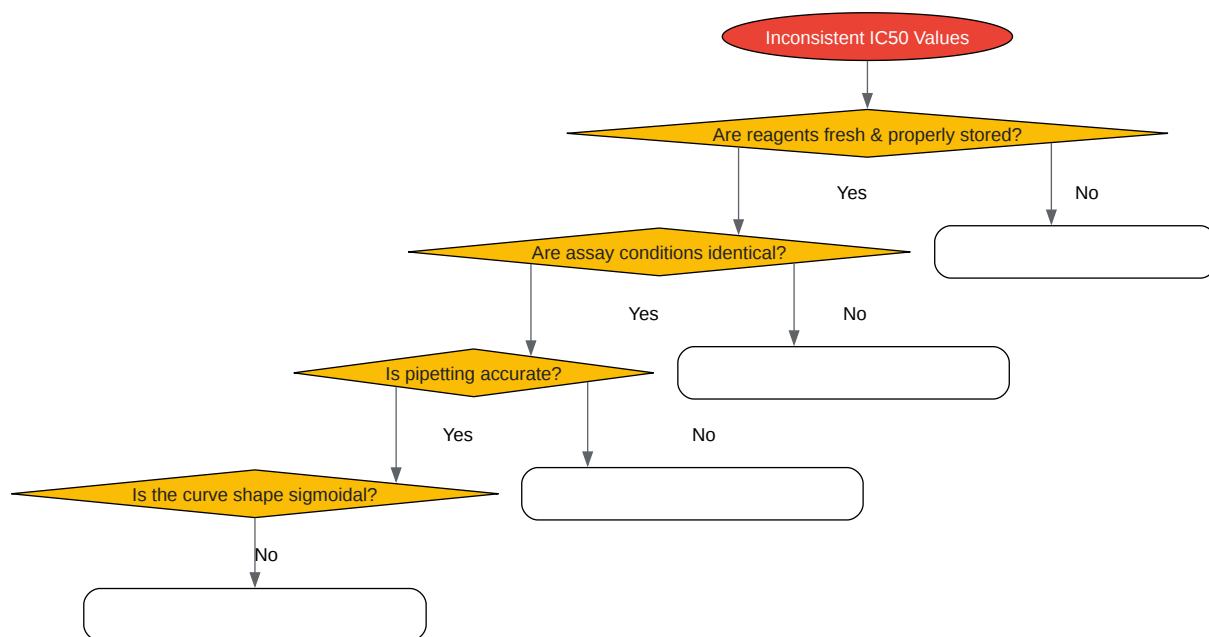 Inconsistent IC50 Values
Are reagents fresh & properly stored?
Yes
No
Are assay conditions identical?
Yes
No
Is pipetting accurate?
Yes
No
Is the curve shape sigmoidal?
No